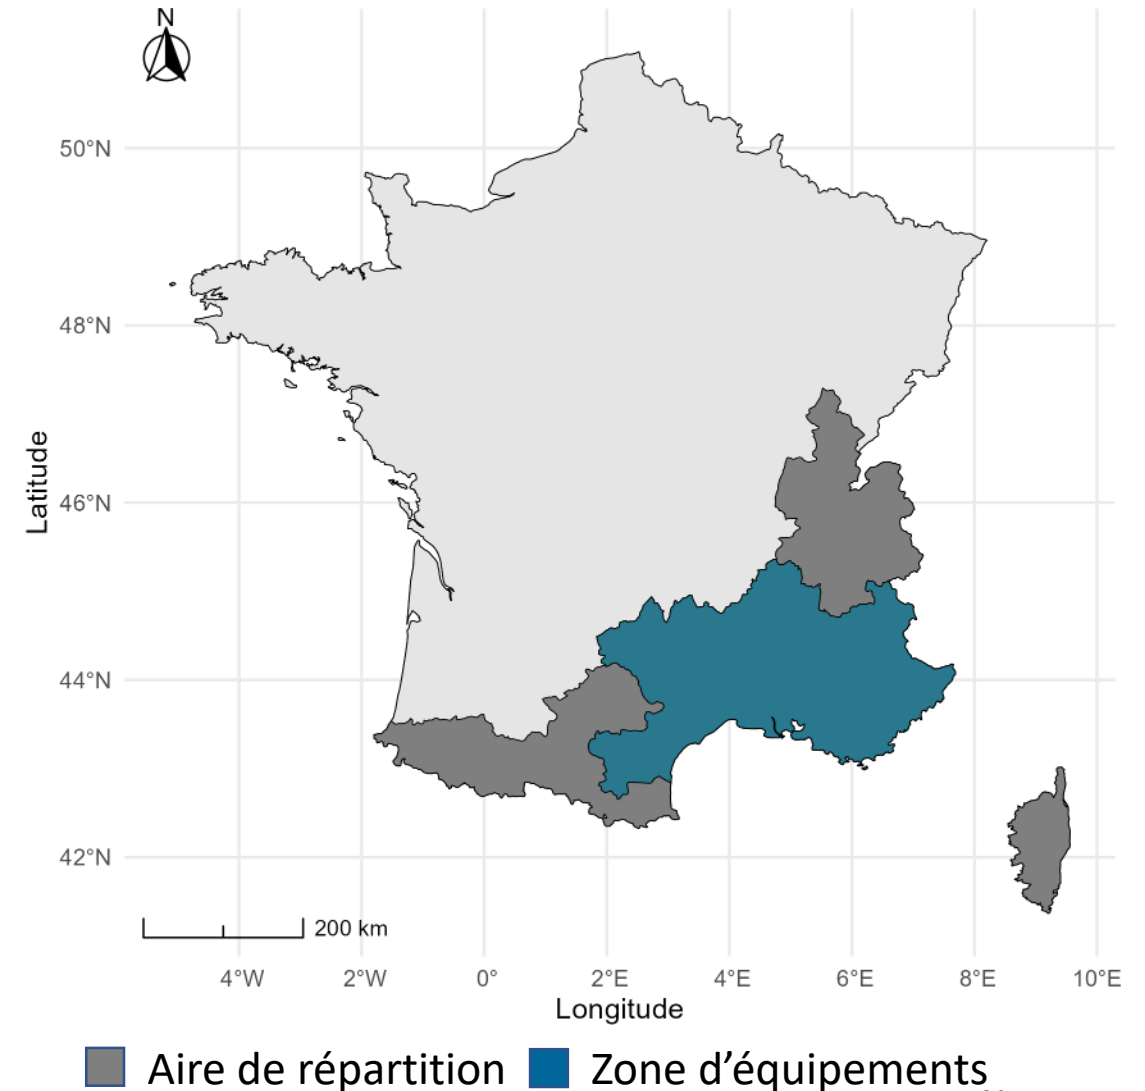 N
50°N
48°N
46°N
44°N
42°N
Latitude
200 km
4°W 2°W 0° 2°E 4°E 6°E 8°E 10°E
Longitude
Aire de répartition Zone d’équipements